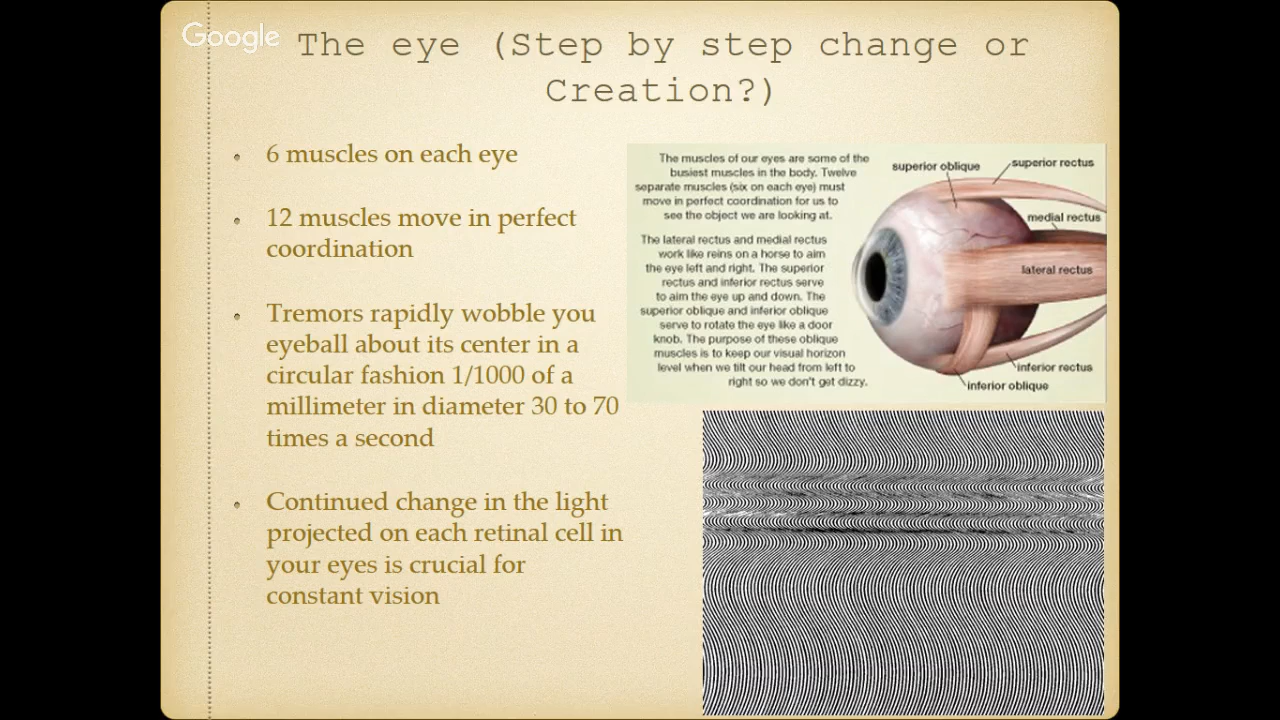 Google
The eye (Step by step change or
Creation?)
6 muscles on each eye
12 muscles move in perfect
coordination
Tremors rapidly wobble you
eyeball about its center in a
circular fashion 1/1000 of a
millimeter in diameter 30 to 70
times a second
Continued change in the light
projected on each retinal cell in
your eyes is crucial for
constant vision
The muscles of our eyes are some of the
busiest muscles in the body. Twelve
separate muscles (six on each eye) must
move in perfect coordination for us to
see the object we are looking at.
The lateral rectus and medial rectus
work like reins on a horse to aim
the eye left and right. The superior
rectus and inferior rectus serve
to aim the eye up and down. The
superior oblique and inferior oblique
serve to rotate the eye like a door
knob. The purpose of these oblique
muscles is to keep our visual horizon
level when we tilt our head from left to
right so we don't get dizzy.
superior oblique
superior rectus
medial rectus
lateral rectus
inferior rectus
inferior oblique